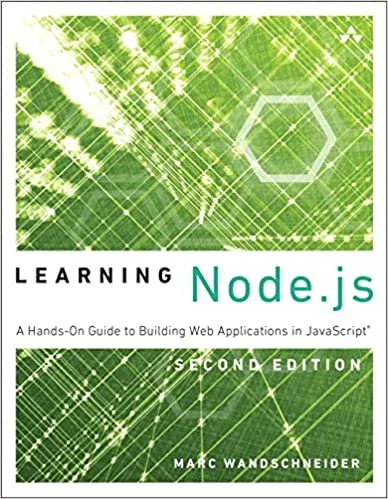 LEARNING Node.js
A Hands-On Guide to Building Web Applications in JavaScript®
SECOND EDITION
MARC WANDSCHNEIDER